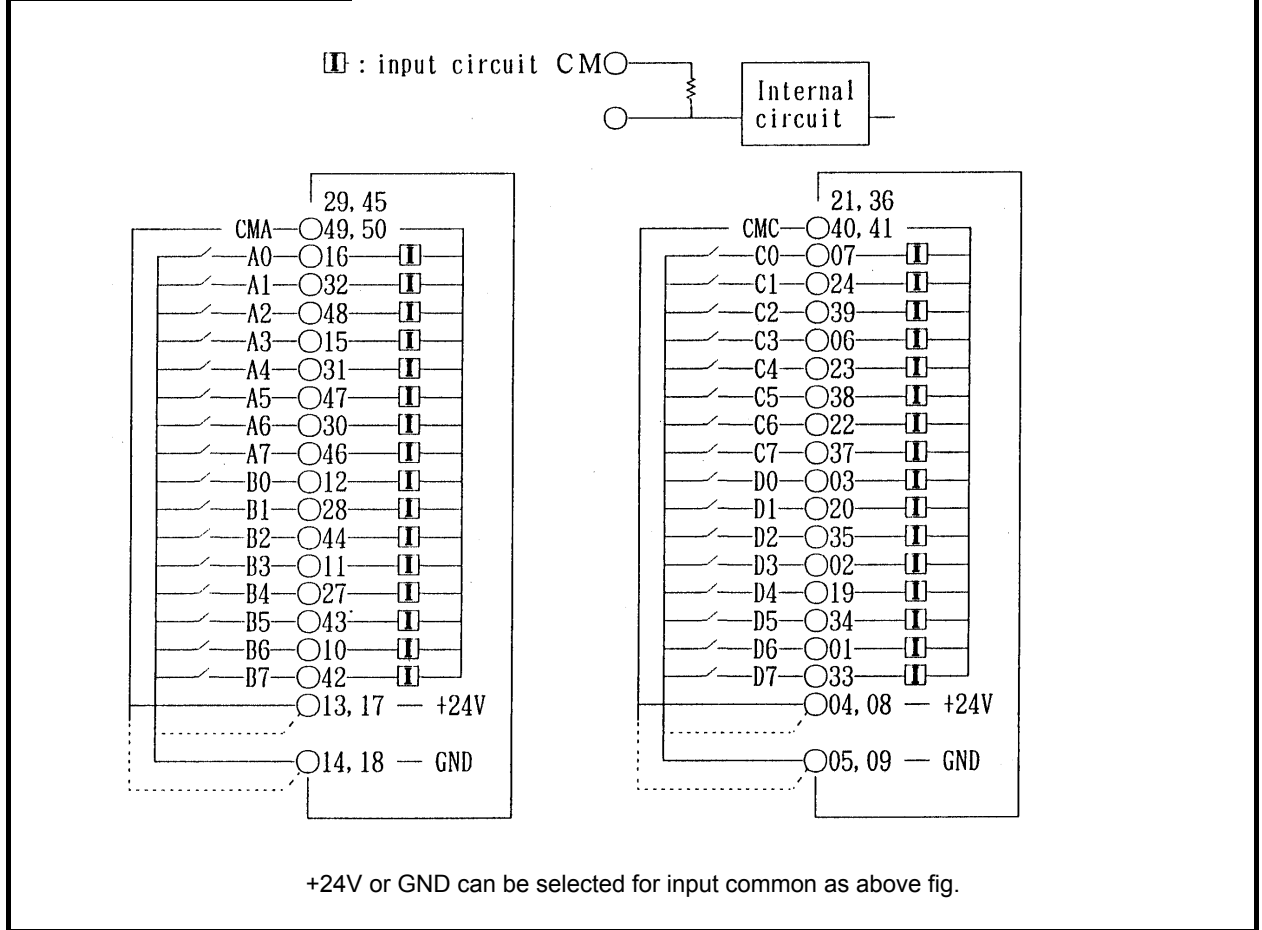 I : input circuit CM
Internal
circuit
29, 45
CMA 49, 50
A0 16 I
A1 32 I
A2 48 I
A3 15 I
A4 31 I
A5 47 I
A6 30 I
A7 46 I
B0 12 I
B1 28 I
B2 44 I
B3 11 I
B4 27 I
B5 43 I
B6 10 I
B7 42 I
13, 17 — +24V
14, 18 — GND
21, 36
CMC 40, 41
C0 07 I
C1 24 I
C2 39 I
C3 06 I
C4 23 I
C5 38 I
C6 22 I
C7 37 I
D0 03 I
D1 20 I
D2 35 I
D3 02 I
D4 19 I
D5 34 I
D6 01 I
D7 33 I
04, 08 — +24V
05, 09 — GND
+24V or GND can be selected for input common as above fig.